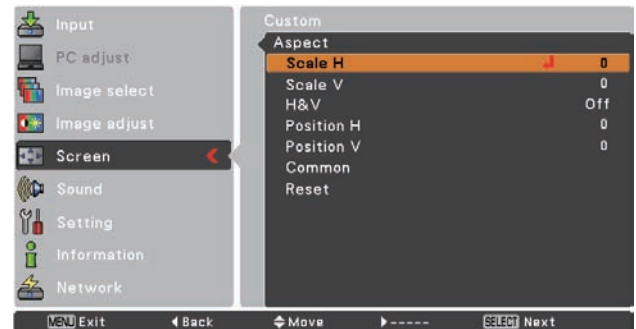 Input
PC adjust
Image select
Image adjust
Screen
Sound
Setting
Information
Network
Custom
Aspect
Scale H 0
Scale V 0
H&V Off
Position H 0
Position V 0
Common
Reset
MENU Exit Back Move ----- SELECT Next